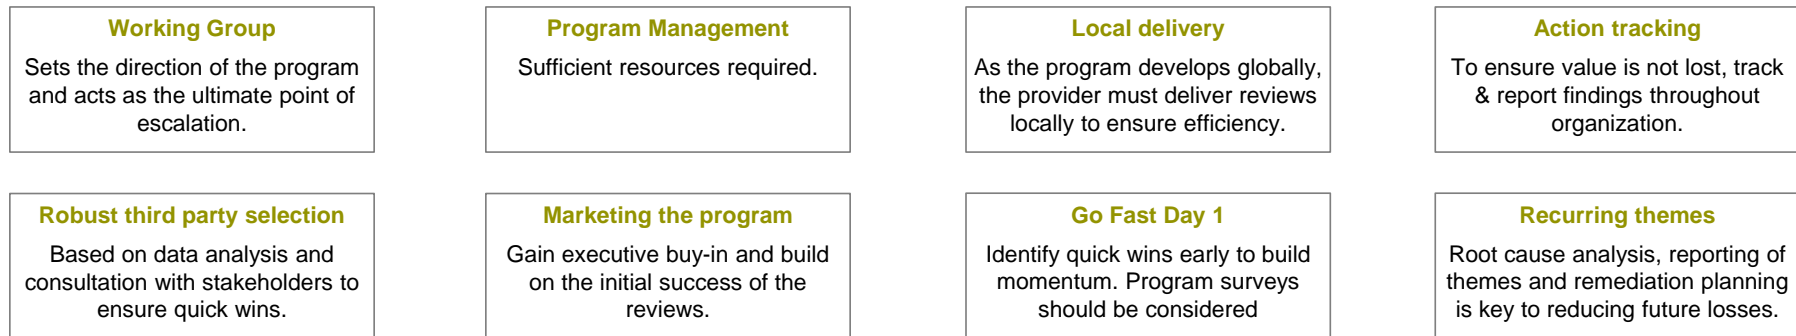 Working Group
Sets the direction of the program
and acts as the ultimate point of
escalation.
Program Management
Sufficient resources required.
Local delivery
As the program develops globally,
the provider must deliver reviews
locally to ensure efficiency.
Action tracking
To ensure value is not lost, track
& report findings throughout
organization.
Robust third party selection
Based on data analysis and
consultation with stakeholders to
ensure quick wins.
Marketing the program
Gain executive buy-in and build
on the initial success of the
reviews.
Go Fast Day 1
Identify quick wins early to build
momentum. Program surveys
should be considered
Recurring themes
Root cause analysis, reporting of
themes and remediation planning
is key to reducing future losses.